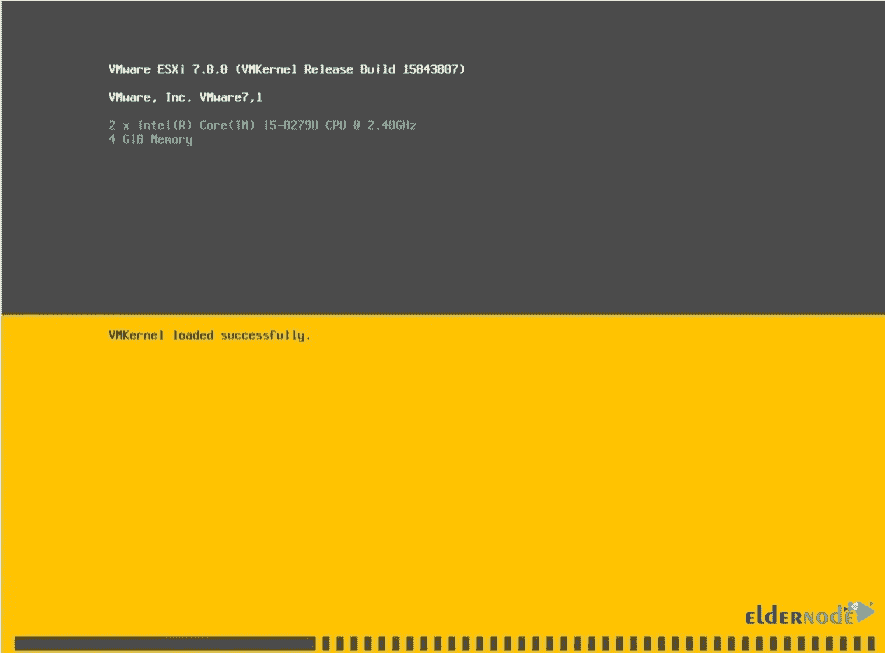 VMware ESXi 7.0.0 (VMKernel Release Build 15843807)
VMware, Inc. VMware7,1
2 x Intel(R) Core(TM) i5-8279U CPU @ 2.40GHz
4 GiB Memory
VMKernel loaded successfully.
eldernode